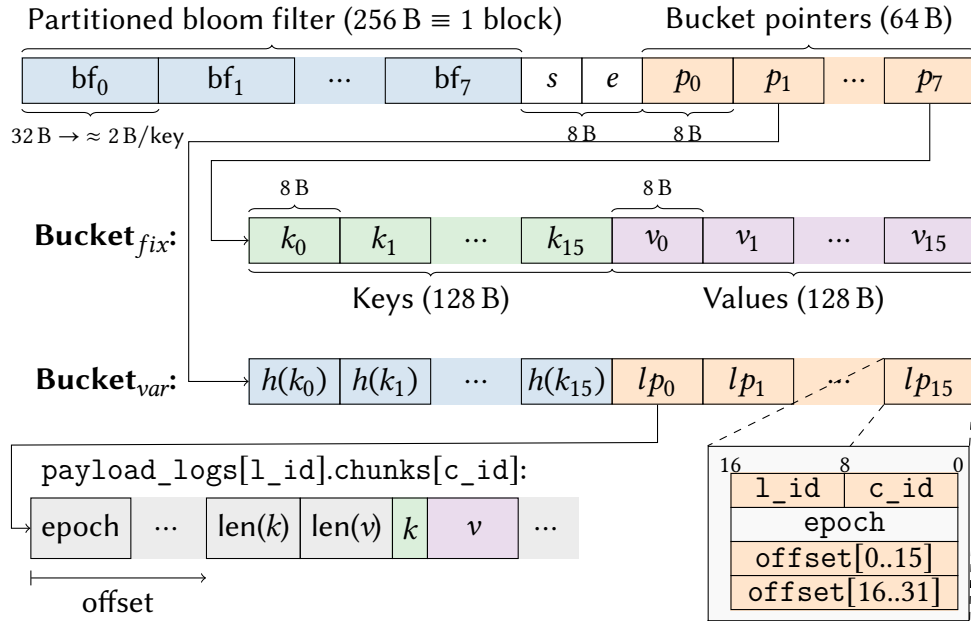 Partitioned bloom filter (256 B ≡ 1 block) Bucket pointers (64 B)
bf₀ bf₁ ··· bf₇ s e p₀ p₁ ··· p₇
32 B → ≈ 2 B/key 8 B 8 B
8 B 8 B
Bucket_fix: k₀ k₁ ··· k₁₅ v₀ v₁ ··· v₁₅
Keys (128 B) Values (128 B)
Bucket_var: h(k₀) h(k₁) ··· h(k₁₅) lp₀ lp₁ ··· lp₁₅
payload_logs[l_id].chunks[c_id]:
epoch ··· len(k) len(v) k v ···
offset
16 8 0
l_id c_id
epoch
offset[0..15]
offset[16..31]